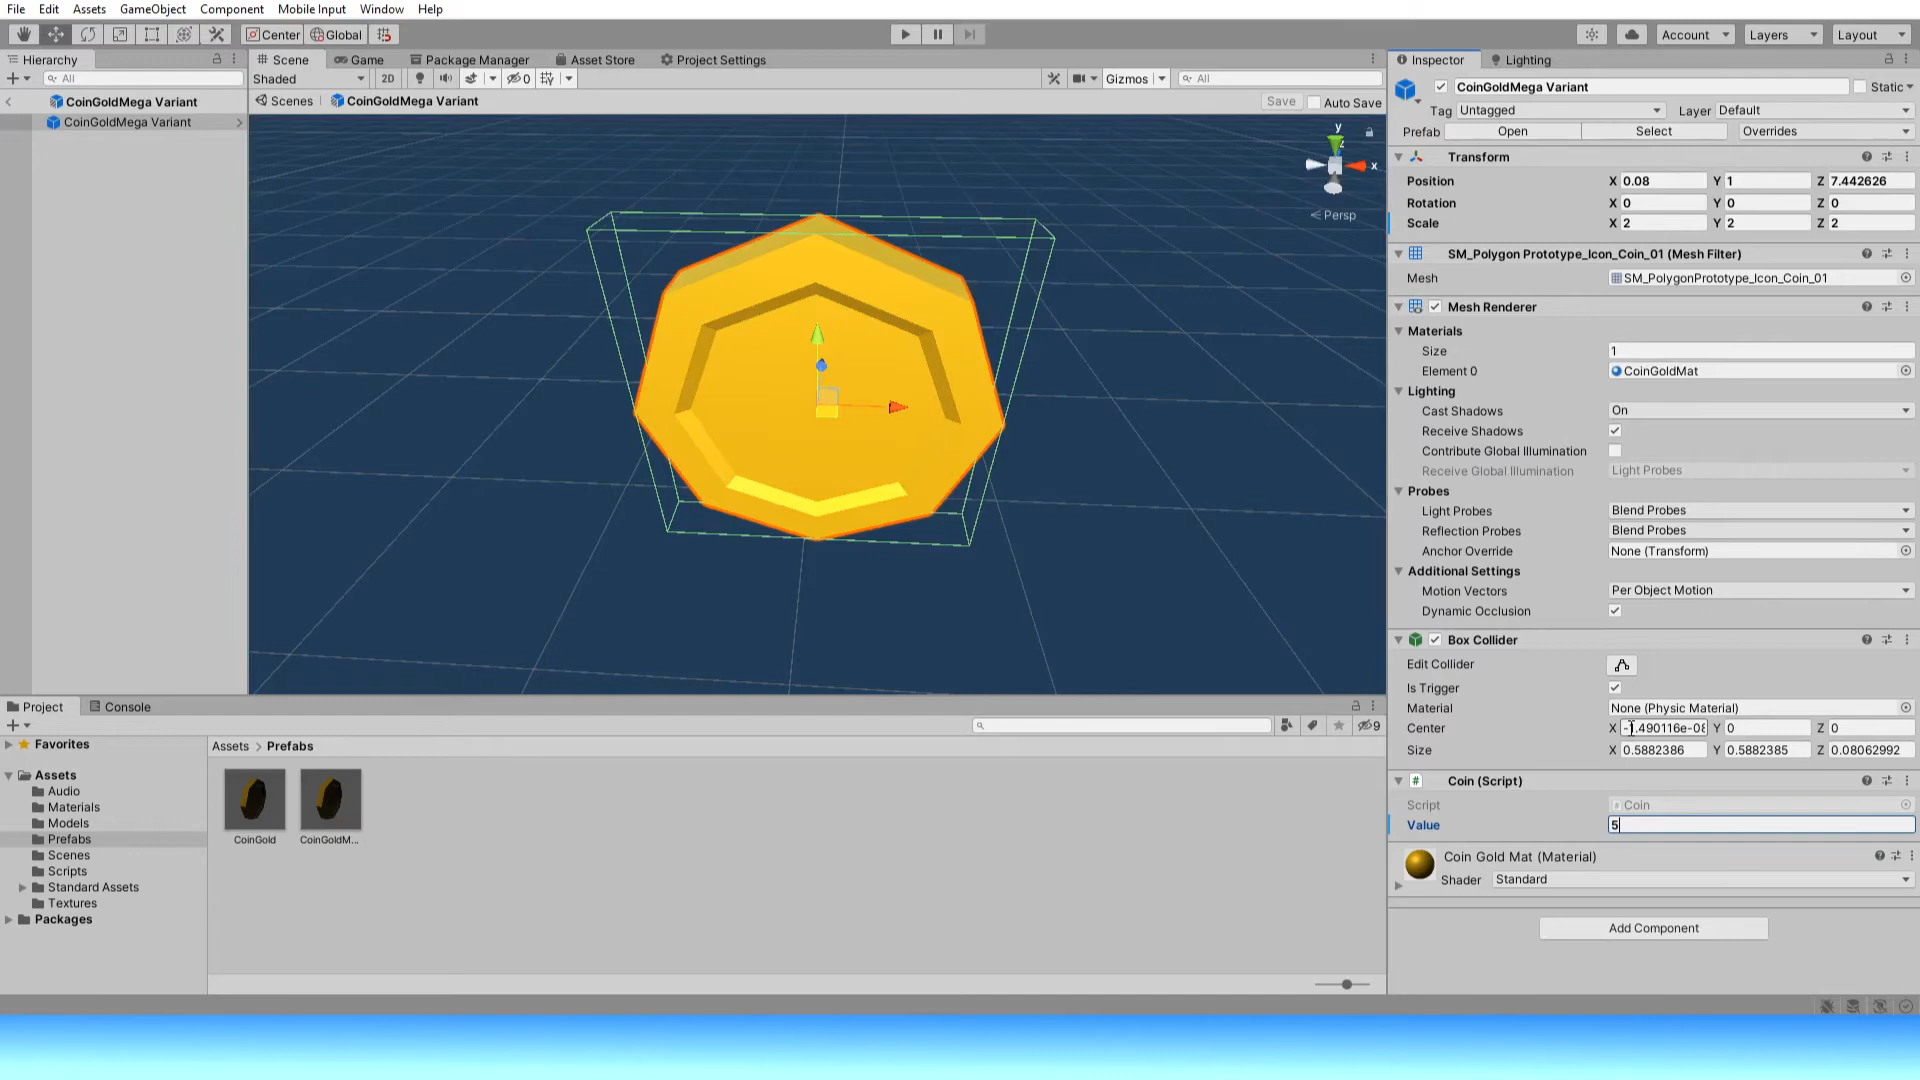 File Edit Assets GameObject Component Mobile Input Window Help
Center Global Account Layers Layout
Hierarchy Scene Game Package Manager Asset Store Project Settings Inspector Lighting
All Shaded 2D 0 Gizmos All
CoinGoldMega Variant Scenes CoinGoldMega Variant Save Auto Save
CoinGoldMega Variant
y
z
x
Persp
CoinGoldMega Variant Static
Tag Untagged Layer Default
Prefab Open Select Overrides
Transform
Position X 0.08 Y 1 Z 7.442626
Rotation X 0 Y 0 Z 0
Scale X 2 Y 2 Z 2
SM_Polygon Prototype_Icon_Coin_01 (Mesh Filter)
Mesh SM_PolygonPrototype_Icon_Coin_01
Mesh Renderer
Materials
Size 1
Element 0 CoinGoldMat
Lighting
Cast Shadows On
Receive Shadows
Contribute Global Illumination
Receive Global Illumination Light Probes
Probes
Light Probes Blend Probes
Reflection Probes Blend Probes
Anchor Override None (Transform)
Additional Settings
Motion Vectors Per Object Motion
Dynamic Occlusion
Box Collider
Edit Collider
Is Trigger
Material None (Physic Material)
Center X -1.490116e-08 Y 0 Z 0
Size X 0.5882386 Y 0.5882385 Z 0.08062992
Coin (Script)
Script Coin
Value 5
Coin Gold Mat (Material)
Shader Standard
Add Component
Project Console
9
Favorites
Assets
Audio
Materials
Models
Prefabs
Scenes
Scripts
Standard Assets
Textures
Packages
Assets > Prefabs
CoinGold CoinGoldM...